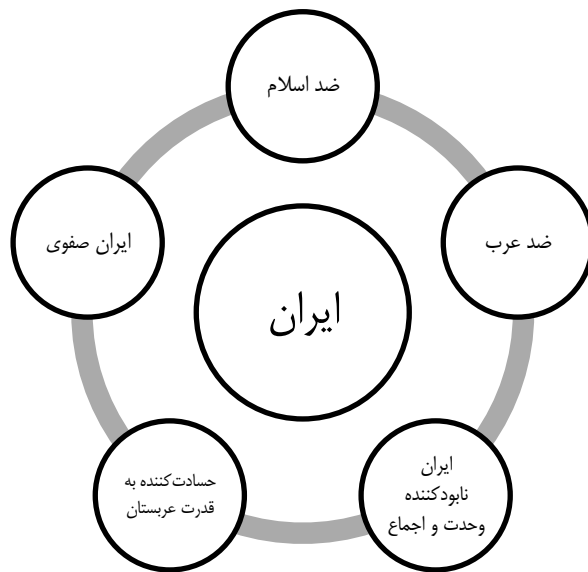 ضد اسلام
ضد عرب
ایران صفوی
ایران
ایران
نابودکننده
وحدت و اجماع
حسادت‌کننده به
قدرت عربستان